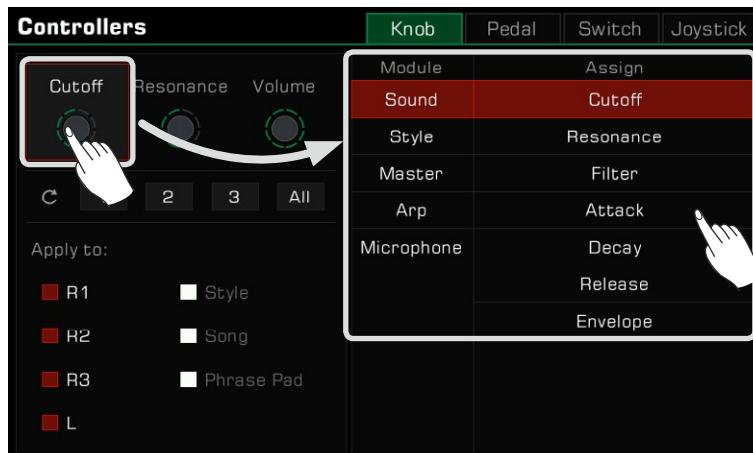 Controllers
Knob Pedal Switch Joystick
Cutoff Resonance Volume
2 3 All
Apply to:
R1 Style
R2 Song
R3 Phrase Pad
L
Module Assign
Sound Cutoff
Style Resonance
Master Filter
Arp Attack
Microphone Decay
Release
Envelope